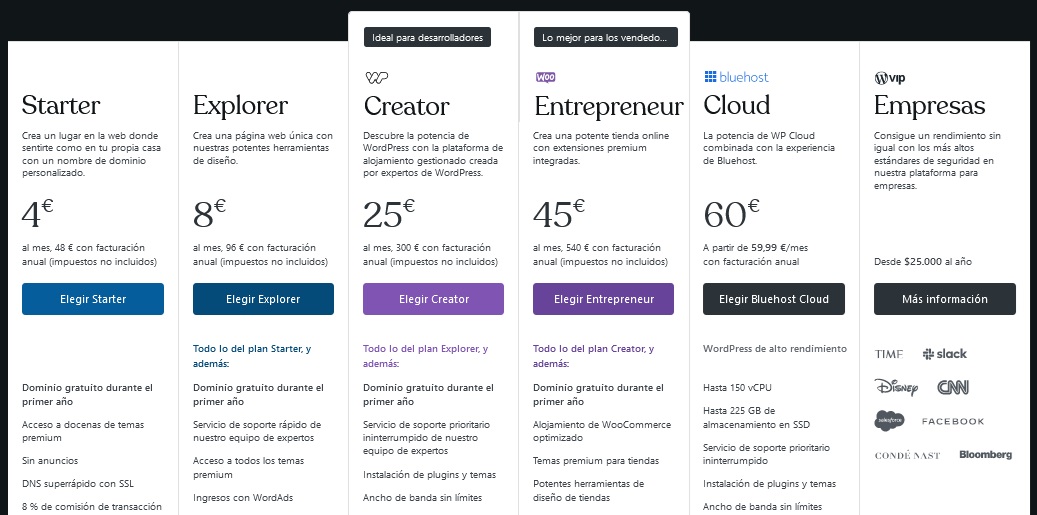 Starter
Crea un lugar en la web donde
sentirte como en tu propia casa
con un nombre de dominio
personalizado.
4€
al mes, 48 € con facturación
anual (impuestos no incluidos)
Elegir Starter
Dominio gratuito durante el
primer año
Acceso a docenas de temas
premium
Sin anuncios
DNS superrápido con SSL
8 % de comisión de transacción
Explorer
Crea una página web única con
nuestras potentes herramientas
de diseño.
8€
al mes, 96 € con facturación
anual (impuestos no incluidos)
Elegir Explorer
Todo lo del plan Starter, y
además:
Dominio gratuito durante el
primer año
Servicio de soporte rápido de
nuestro equipo de expertos
Acceso a todos los temas
premium
Ingresos con WordAds
Ideal para desarrolladores
Creator
Descubre la potencia de
WordPress con la plataforma de
alojamiento gestionado creada
por expertos de WordPress.
25€
al mes, 300 € con facturación
anual (impuestos no incluidos)
Elegir Creator
Todo lo del plan Explorer, y
además:
Dominio gratuito durante el
primer año
Servicio de soporte prioritario
ininterrumpido de nuestro
equipo de expertos
Instalación de plugins y temas
Ancho de banda sin límites
Lo mejor para los vendedo...
Woo
Entrepreneur
Crea una potente tienda online
con extensiones premium
integradas.
45€
al mes, 540 € con facturación
anual (impuestos no incluidos)
Elegir Entrepreneur
Todo lo del plan Creator, y
además:
Dominio gratuito durante el
primer año
Alojamiento de WooCommerce
optimizado
Temas premium para tiendas
Potentes herramientas de
diseño de tiendas
bluehost
Cloud
La potencia de WP Cloud
combinada con la experiencia
de Bluehost.
60€
A partir de 59,99 €/mes
con facturación anual
Elegir Bluehost Cloud
WordPress de alto rendimiento
Hasta 150 vCPU
Hasta 225 GB de
almacenamiento en SSD
Servicio de soporte prioritario
ininterrumpido
Instalación de plugins y temas
Ancho de banda sin límites
VIP
Empresas
Consigue un rendimiento sin
igual con los más altos
estándares de seguridad en
nuestra plataforma para
empresas.
Desde $25.000 al año
Más información
TIME slack
Disney CNN
salesforce FACEBOOK
CONDÉ NAST Bloomberg